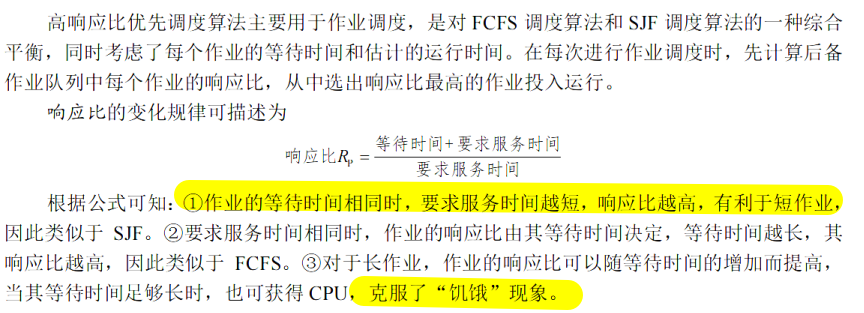 高响应比优先调度算法主要用于作业调度，是对 FCFS 调度算法和 SJF 调度算法的一种综合
平衡，同时考虑了每个作业的等待时间和估计的运行时间。在每次进行作业调度时，先计算后备
作业队列中每个作业的响应比，从中选出响应比最高的作业投入运行。
响应比的变化规律可描述为
响应比Rₚ = (等待时间+要求服务时间)/要求服务时间
根据公式可知：①作业的等待时间相同时，要求服务时间越短，响应比越高，有利于短作业，
因此类似于 SJF。②要求服务时间相同时，作业的响应比由其等待时间决定，等待时间越长，其
响应比越高，因此类似于 FCFS。③对于长作业，作业的响应比可以随等待时间的增加而提高，
当其等待时间足够长时，也可获得 CPU，克服了“饥饿”现象。